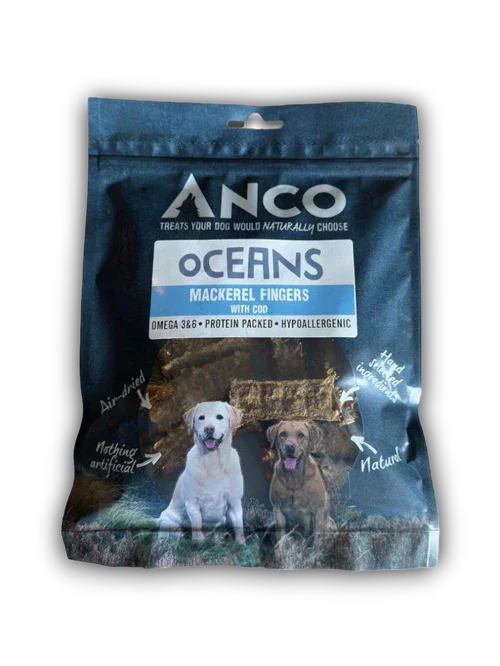 ANCO
TREATS YOUR DOG WOULD NATURALLY CHOOSE
OCEANS
MACKEREL FINGERS
WITH COD
OMEGA 3&6 • PROTEIN PACKED • HYPOALLERGENIC
Air-dried
Hand
selected
ingredients
Nothing
artificial
Natural